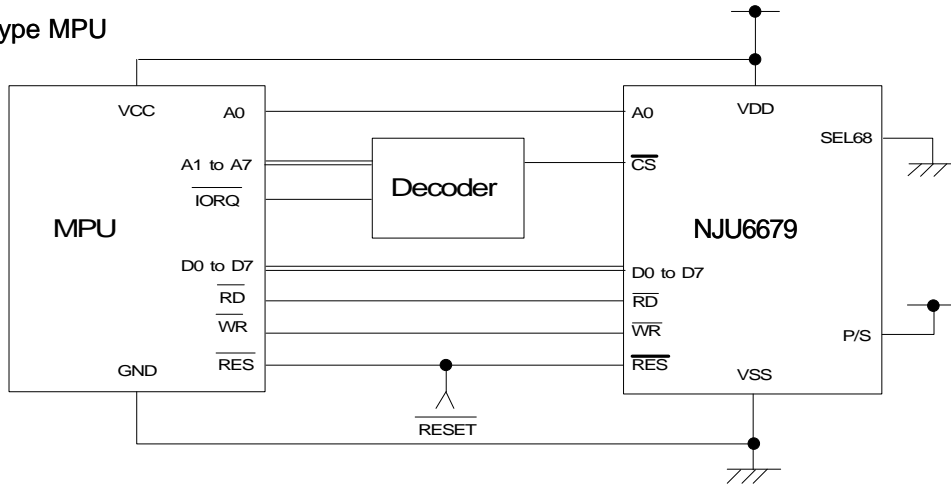 ype MPU
VCC
A0
A1 to A7
IORQ
MPU
D0 to D7
RD
WR
RES
GND
Decoder
RESET
A0
VDD
SEL68
CS
NJU6679
D0 to D7
RD
WR
P/S
RES
VSS